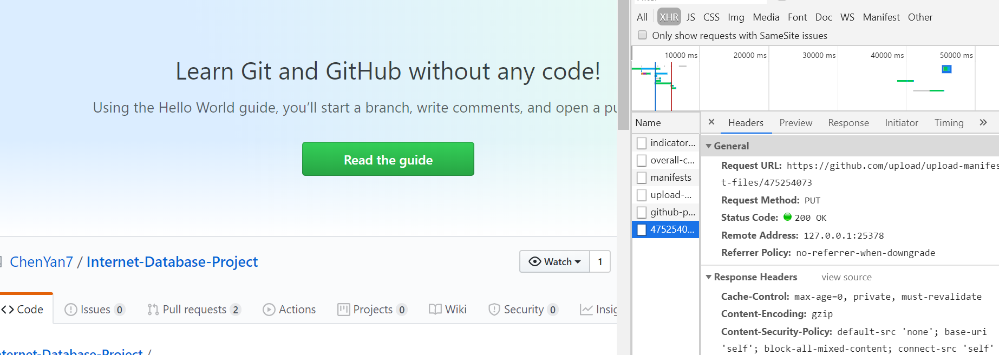 Learn Git and GitHub without any code!
Using the Hello World guide, you'll start a branch, write comments, and open a pu
Read the guide
ChenYan7 / Internet-Database-Project
Watch 1
Code Issues 0 Pull requests 2 Actions Projects 0 Wiki Security 0 Insig
nternet-Database-Project /
All XHR JS CSS Img Media Font Doc WS Manifest Other
Only show requests with SameSite issues
10000 ms 20000 ms 30000 ms 40000 ms 50000 ms
Name
indicator...
overall-c...
manifests
upload-...
github-p...
4752540...
× Headers Preview Response Initiator Timing »
General
Request URL: https://github.com/upload/upload-manifes
t-files/475254073
Request Method: PUT
Status Code: 200 OK
Remote Address: 127.0.0.1:25378
Referrer Policy: no-referrer-when-downgrade
Response Headers view source
Cache-Control: max-age=0, private, must-revalidate
Content-Encoding: gzip
Content-Security-Policy: default-src 'none'; base-uri
'self'; block-all-mixed-content; connect-src 'self'